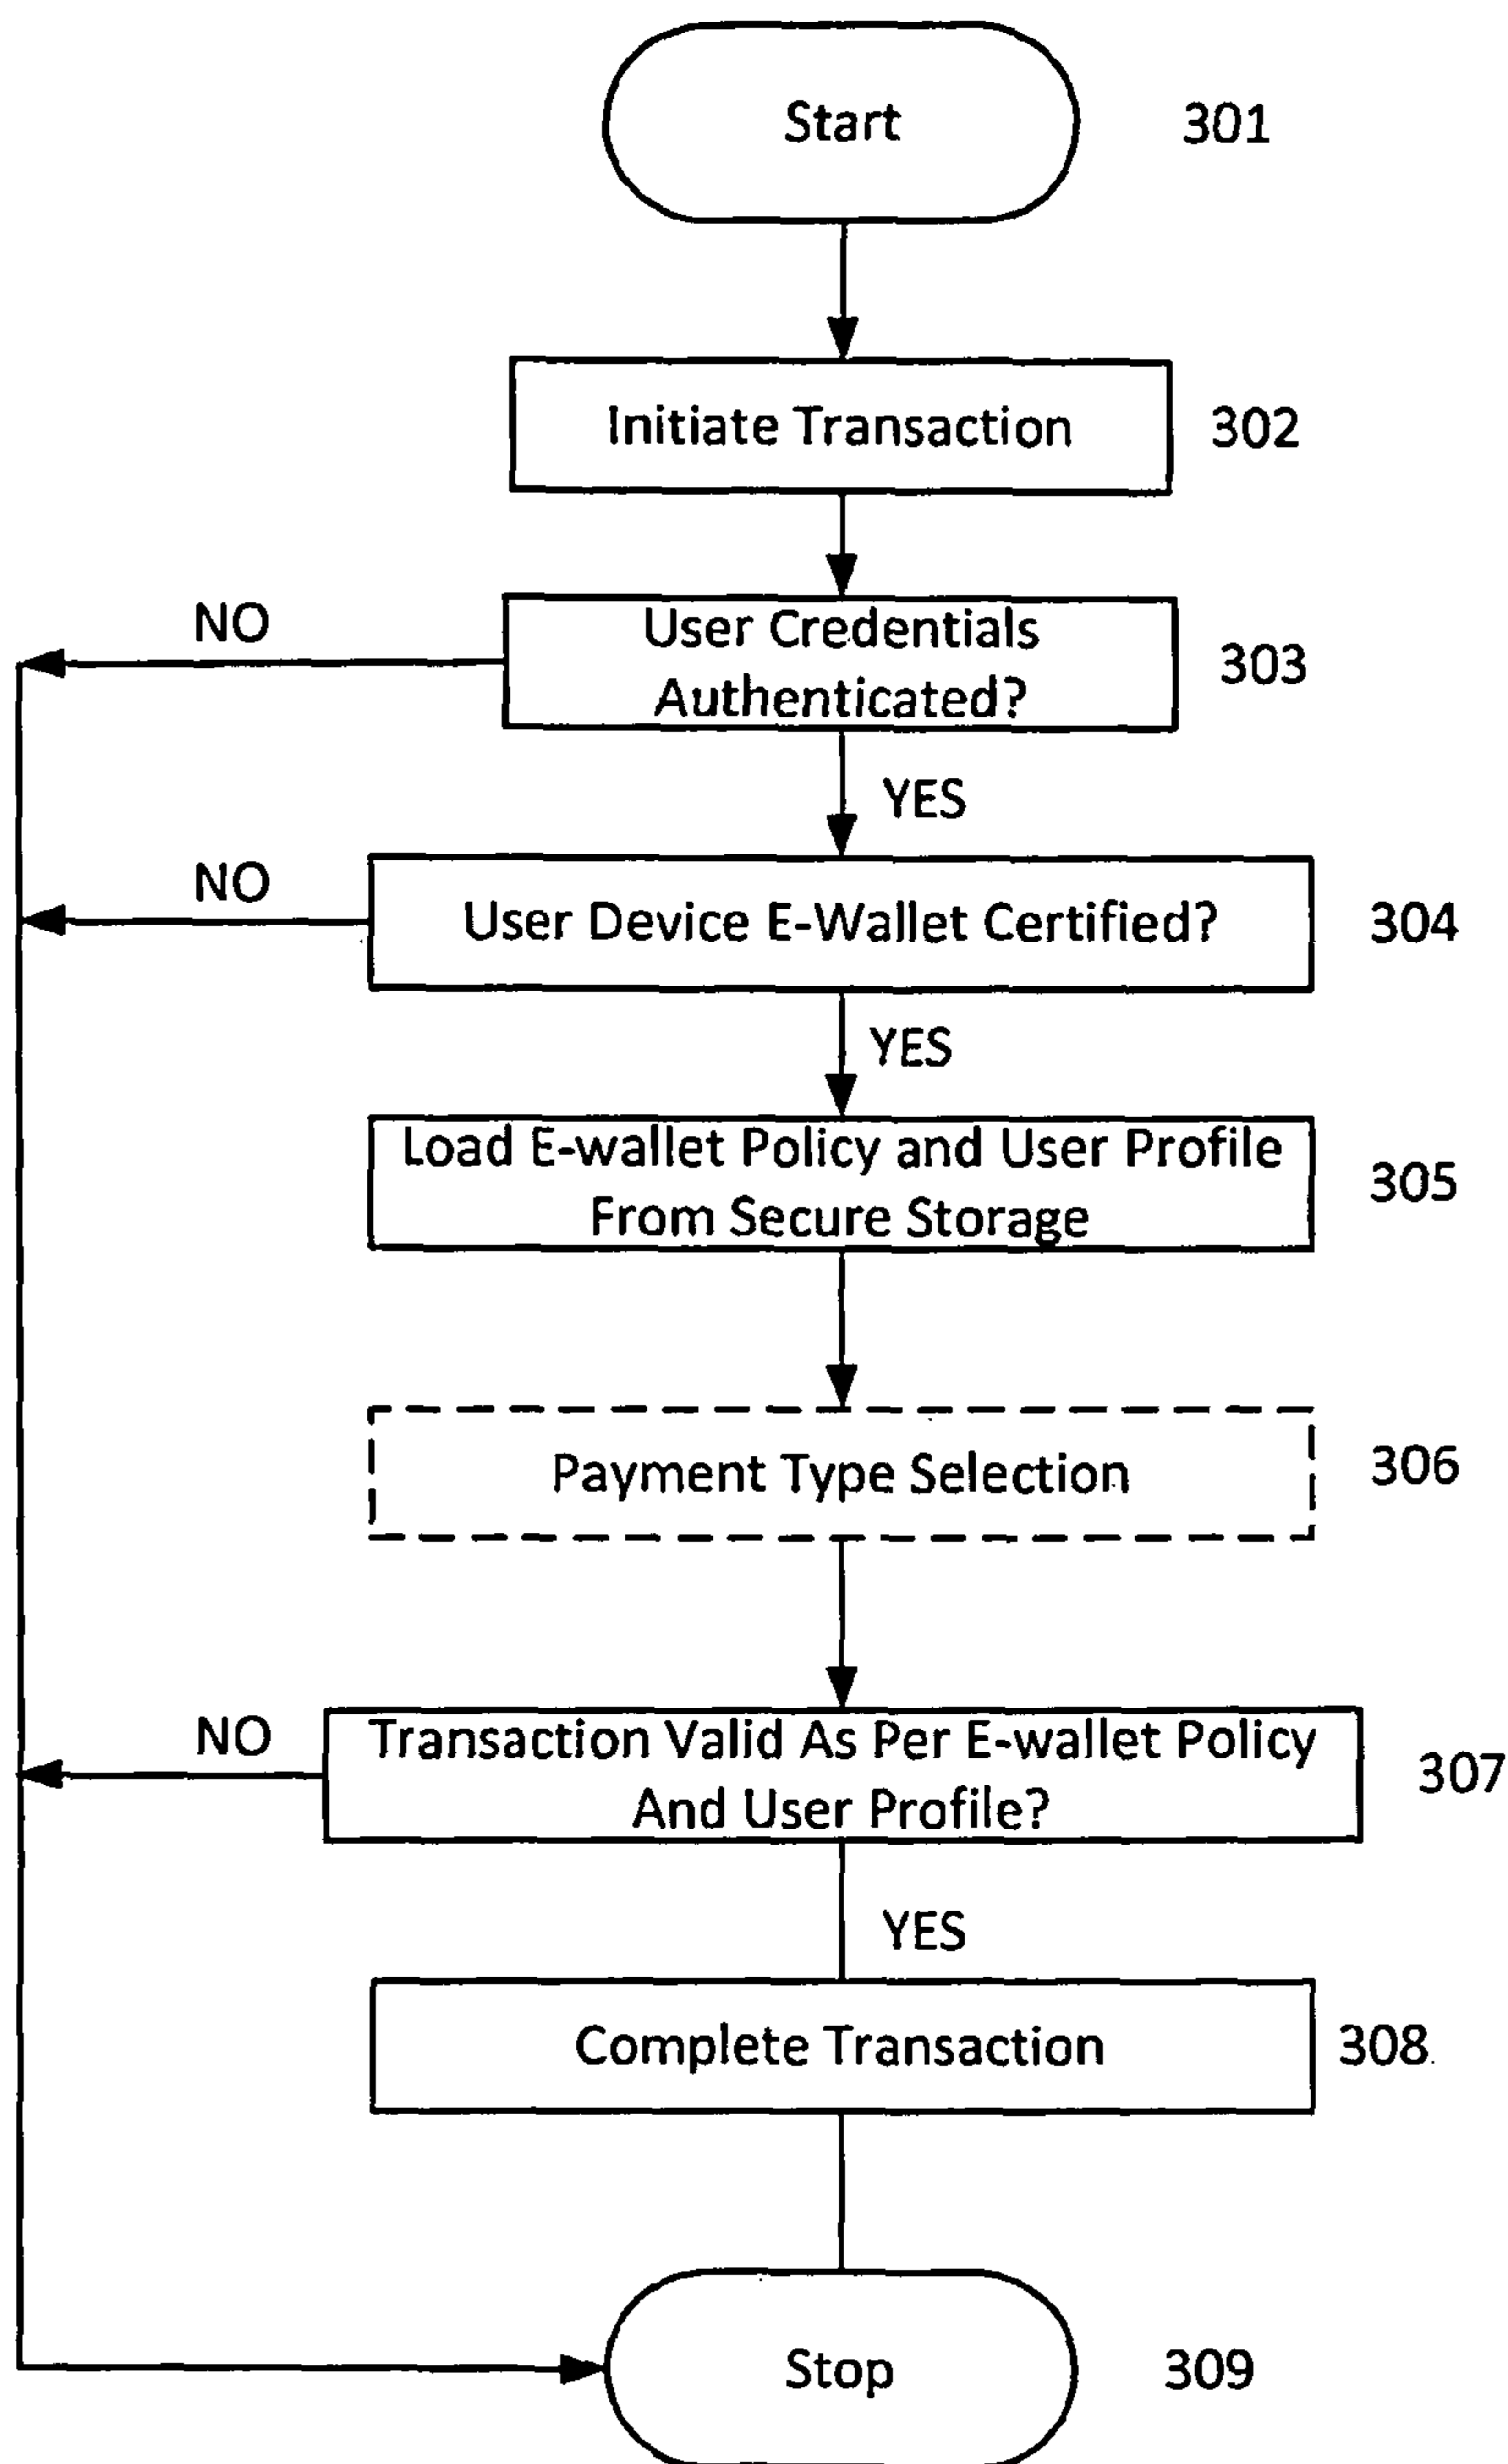 Start 301
Initiate Transaction 302
NO
User Credentials
Authenticated?
303
YES
NO
User Device E-Wallet Certified? 304
YES
Load E-wallet Policy and User Profile
From Secure Storage
305
Payment Type Selection 306
NO
Transaction Valid As Per E-wallet Policy
And User Profile?
307
YES
Complete Transaction 308
Stop 309